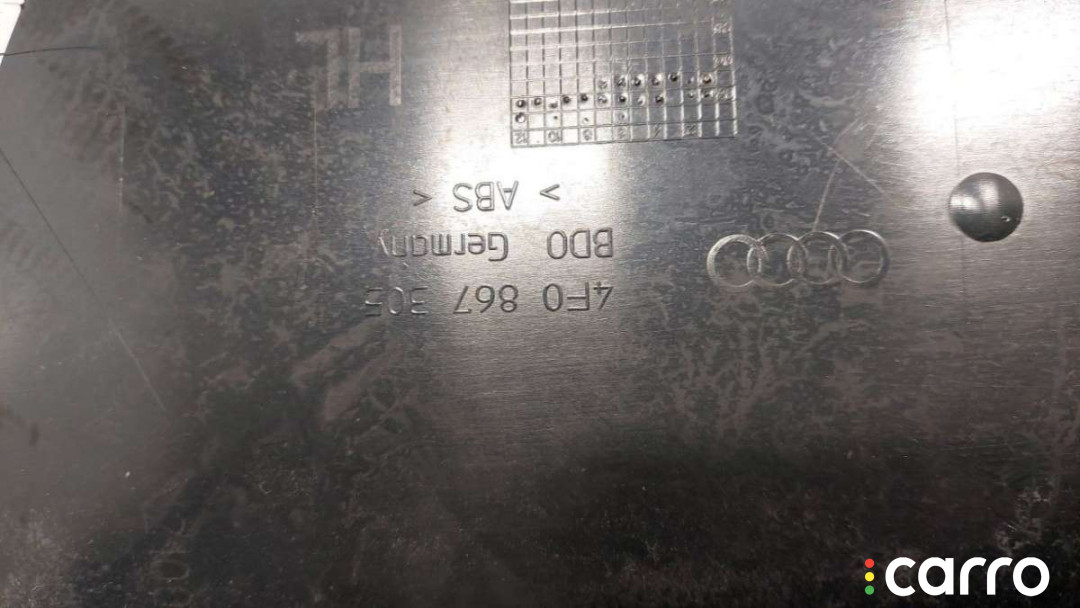 4F0 867 305
BDO Germany
> ABS <
HL
carro